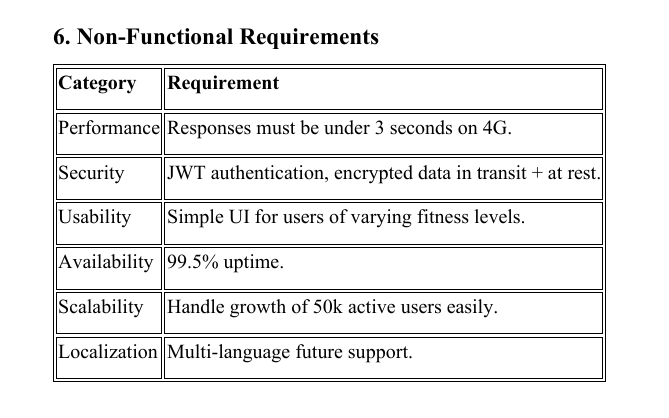 6. Non-Functional Requirements
Category Requirement
Performance Responses must be under 3 seconds on 4G.
Security JWT authentication, encrypted data in transit + at rest.
Usability Simple UI for users of varying fitness levels.
Availability 99.5% uptime.
Scalability Handle growth of 50k active users easily.
Localization Multi-language future support.